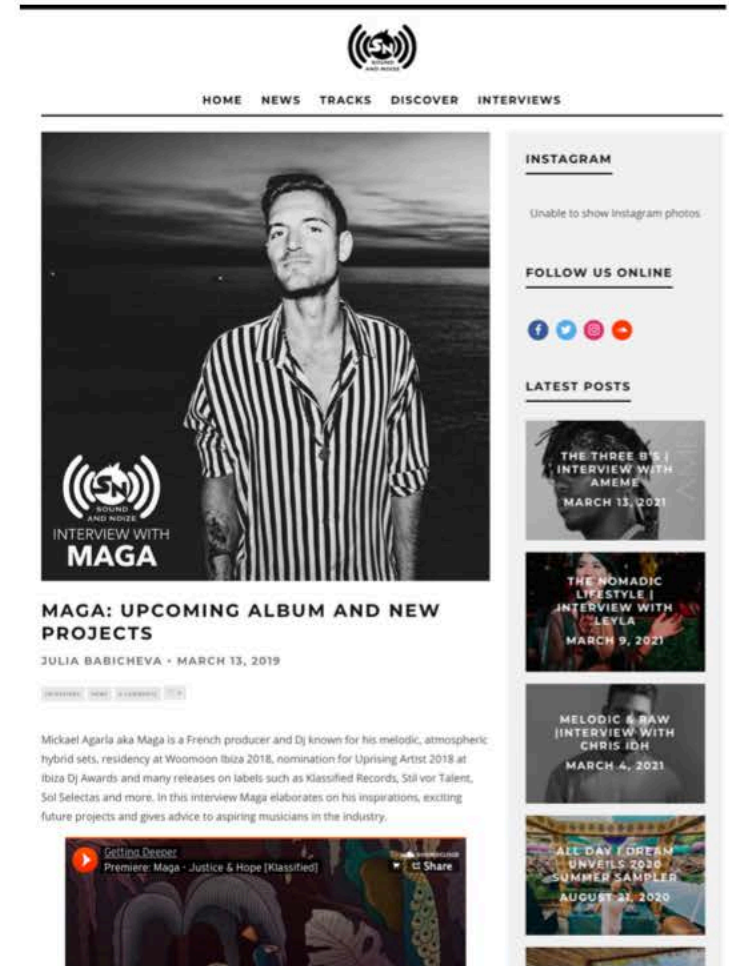 SN
SOUND
AND NOIZE
HOME NEWS TRACKS DISCOVER INTERVIEWS
SN
SOUND
AND NOIZE
INTERVIEW WITH
MAGA
MAGA: UPCOMING ALBUM AND NEW
PROJECTS
JULIA BABICHEVA • MARCH 13, 2019
INTERVIEWS NEWS
Mickael Agarla aka Maga is a French producer and Dj known for his melodic, atmospheric
hybrid sets, residency at Woomoon Ibiza 2018, nomination for Uprising Artist 2018 at
Ibiza Dj Awards and many releases on labels such as Klassified Records, Stil vor Talent,
Sol Selectas and more. In this interview Maga elaborates on his inspirations, exciting
future projects and gives advice to aspiring musicians in the industry.
Getting Deeper
Premiere: Maga - Justice & Hope [Klassified]
Share
INSTAGRAM
Unable to show Instagram photos
FOLLOW US ONLINE
LATEST POSTS
THE THREE B'S |
INTERVIEW WITH
AMEME
MARCH 13, 2021
AME
THE NOMADIC
LIFESTYLE |
INTERVIEW WITH
LEYLA
MARCH 9, 2021
MELODIC & RAW
|INTERVIEW WITH
CHRIS IDH
MARCH 4, 2021
ALL DAY I DREAM
UNVEILS 2020
SUMMER SAMPLER
AUGUST 21, 2020